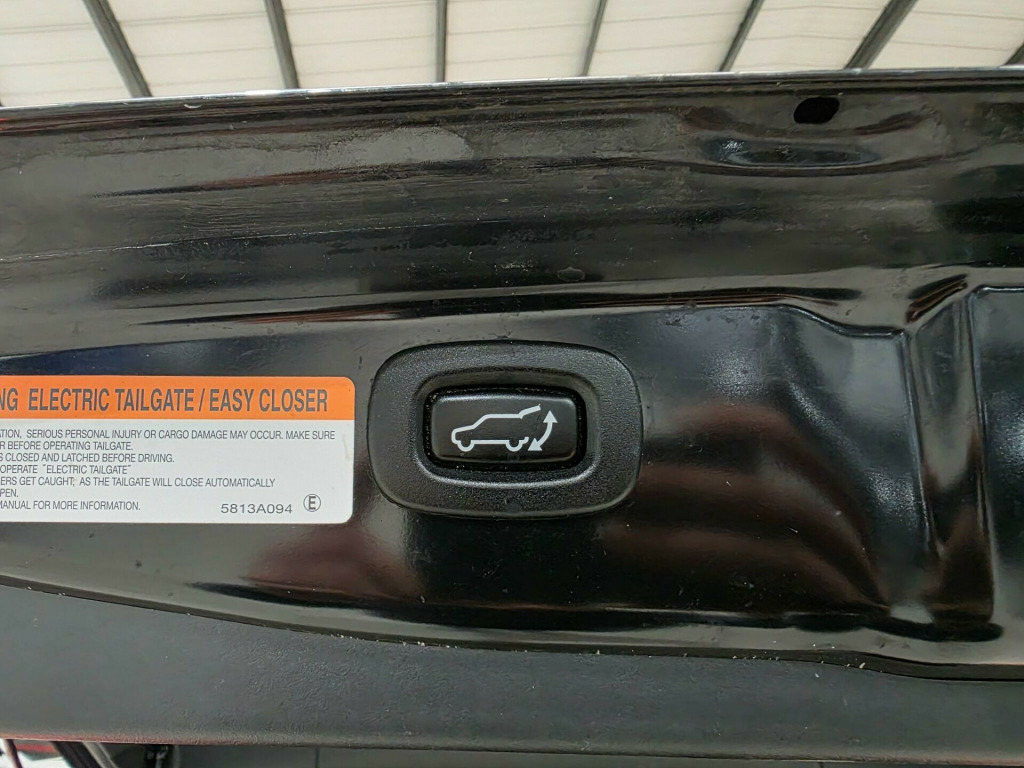 NG ELECTRIC TAILGATE / EASY CLOSER
ATION, SERIOUS PERSONAL INJURY OR CARGO DAMAGE MAY OCCUR. MAKE SURE
R BEFORE OPERATING TAILGATE.
S CLOSED AND LATCHED BEFORE DRIVING.
OPERATE "ELECTRIC TAILGATE"
ERS GET CAUGHT; AS THE TAILGATE WILL CLOSE AUTOMATICALLY
PEN.
MANUAL FOR MORE INFORMATION.
5813A094 Ⓔ